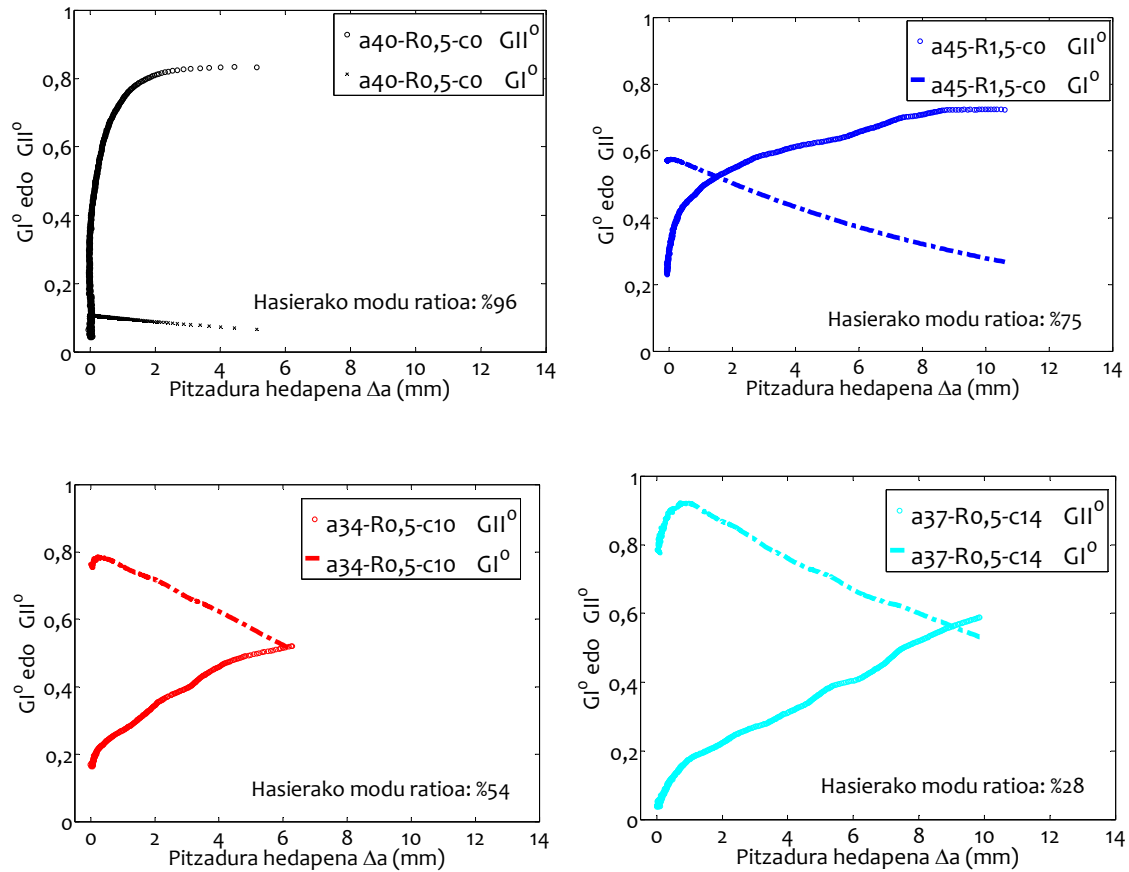 a40-R0,5-c0 GII⁰
a40-R0,5-c0 GI⁰
GI⁰ edo GII⁰
1
0,8
0,6
0,4
0,2
0
Hasierako modu ratioa: %96
0 2 4 6 8 10 12 14
Pitzadura hedapena Δa (mm)
a45-R1,5-c0 GII⁰
a45-R1,5-c0 GI⁰
GI⁰ edo GII⁰
1
0,8
0,6
0,4
0,2
0
Hasierako modu ratioa: %75
0 2 4 6 8 10 12 14
Pitzadura hedapena Δa (mm)
a34-R0,5-c10 GII⁰
a34-R0,5-c10 GI⁰
GI⁰ edo GII⁰
1
0,8
0,6
0,4
0,2
0
Hasierako modu ratioa: %54
0 2 4 6 8 10 12 14
Pitzadura hedapena Δa (mm)
a37-R0,5-c14 GII⁰
a37-R0,5-c14 GI⁰
GI⁰ edo GII⁰
1
0,8
0,6
0,4
0,2
0
Hasierako modu ratioa: %28
0 2 4 6 8 10 12 14
Pitzadura hedapena Δa (mm)